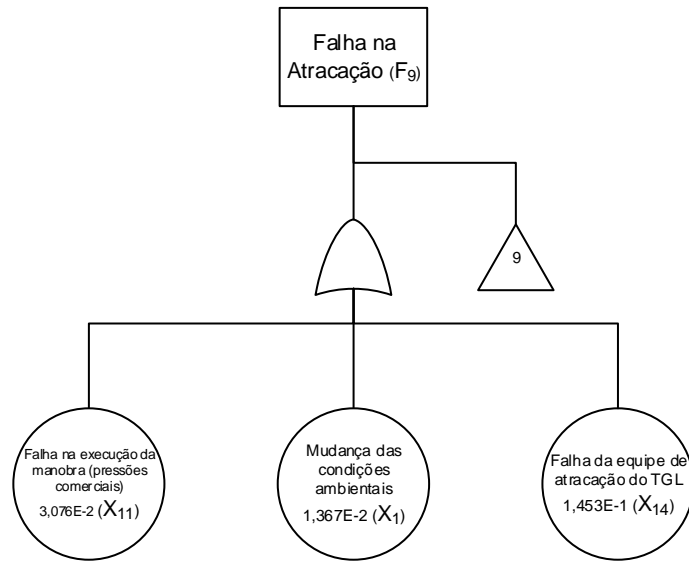 Falha na
Atracação (F9)
9
Falha na execução da
manobra (pressões
comerciais)
3,076E-2 (X11)
Mudança das
condições
ambientais
1,367E-2 (X1)
Falha da equipe de
atracação do TGL
1,453E-1 (X14)